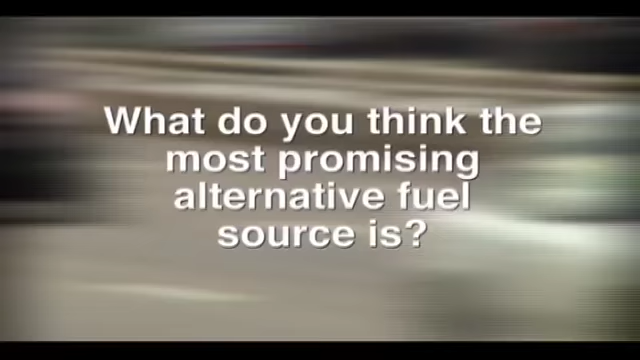 What do you think the
most promising
alternative fuel
source is?